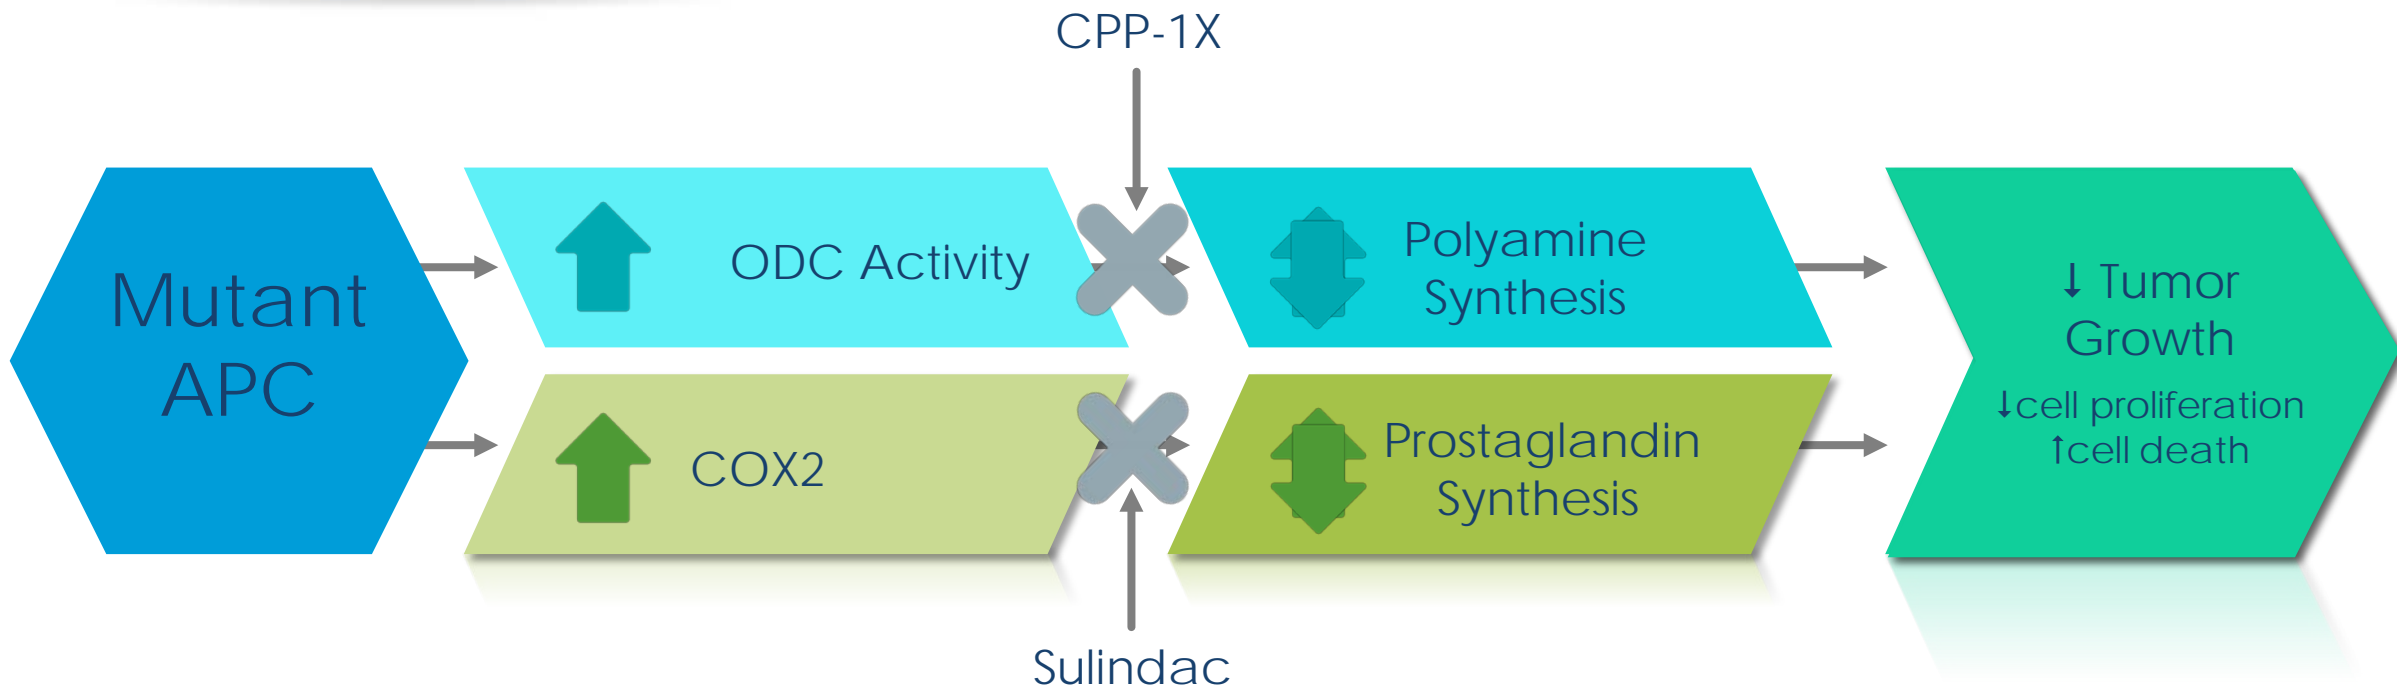 CPP-1X
Mutant
APC
ODC Activity
Polyamine
Synthesis
COX2
Prostaglandin
Synthesis
↓ Tumor
Growth
↓cell proliferation
↑cell death
Sulindac